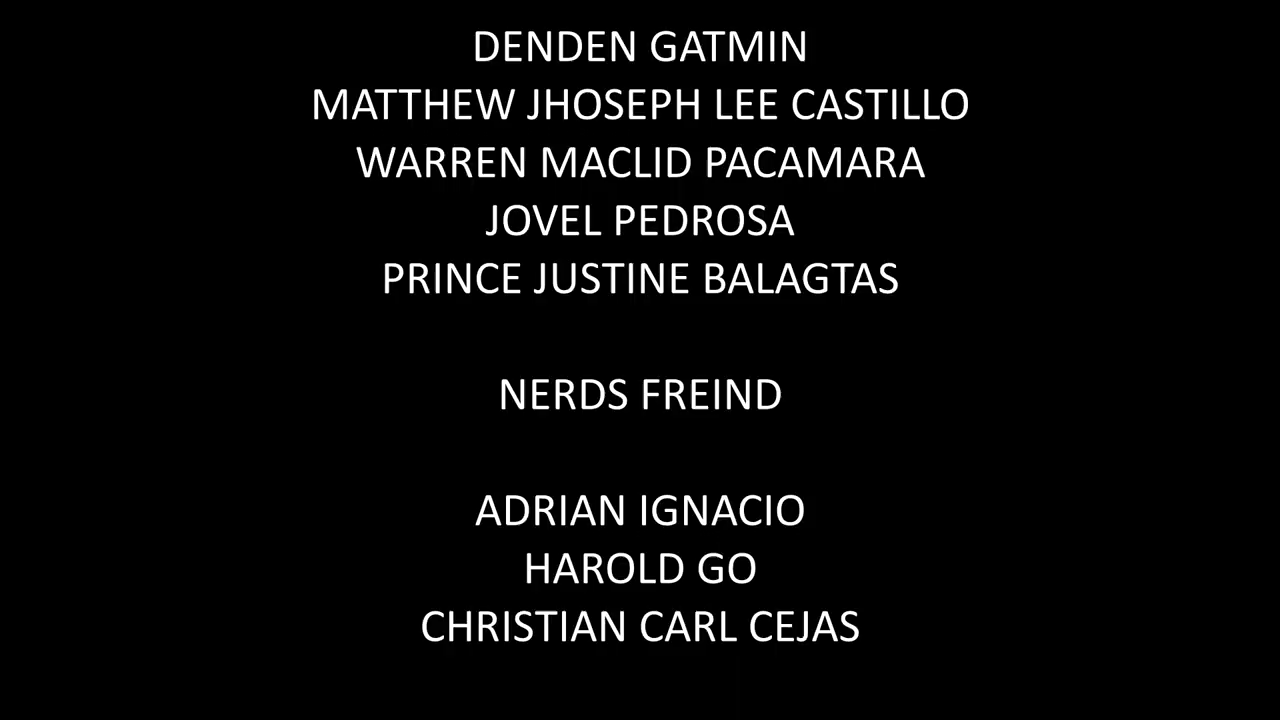 DENDEN GATMIN
MATTHEW JHOSEPH LEE CASTILLO
WARREN MACLID PACAMARA
JOVEL PEDROSA
PRINCE JUSTINE BALAGTAS
NERDS FREIND
ADRIAN IGNACIO
HAROLD GO
CHRISTIAN CARL CEJAS